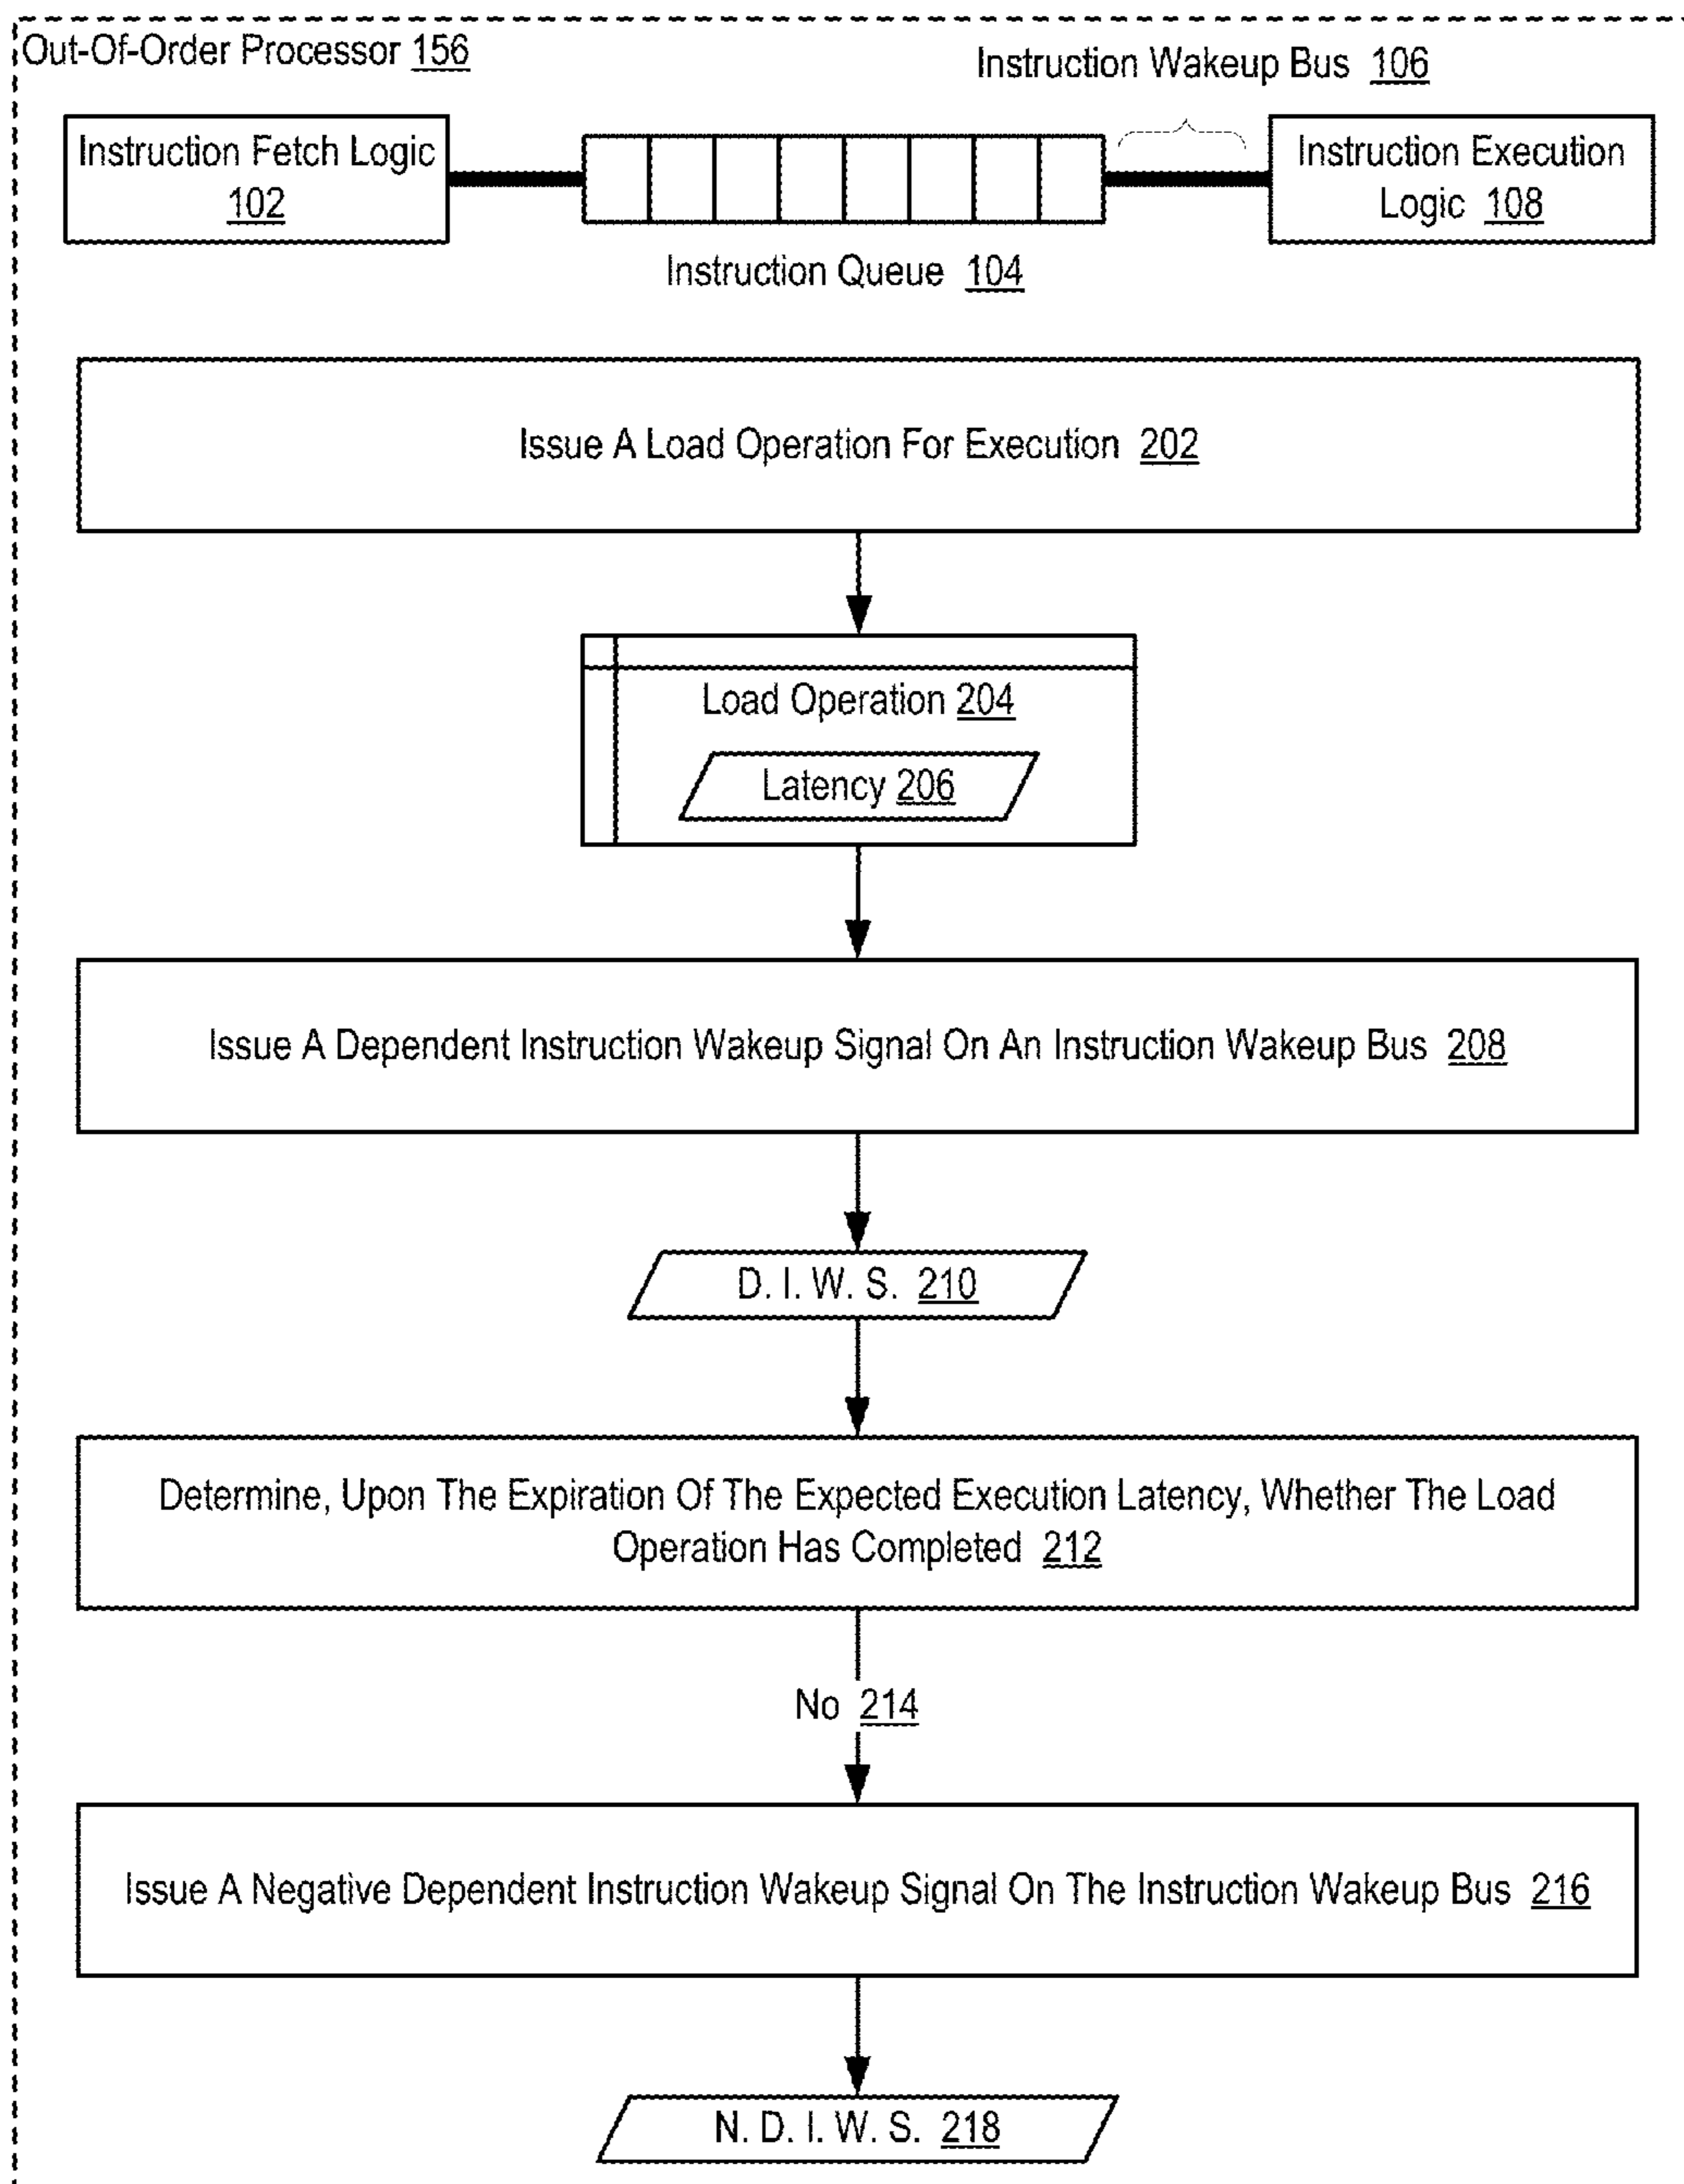 Out-Of-Order Processor 156
Instruction Wakeup Bus 106
Instruction Fetch Logic
102
Instruction Execution
Logic 108
Instruction Queue 104
Issue A Load Operation For Execution 202
Load Operation 204
Latency 206
Issue A Dependent Instruction Wakeup Signal On An Instruction Wakeup Bus 208
D. I. W. S. 210
Determine, Upon The Expiration Of The Expected Execution Latency, Whether The Load
Operation Has Completed 212
No 214
Issue A Negative Dependent Instruction Wakeup Signal On The Instruction Wakeup Bus 216
N. D. I. W. S. 218